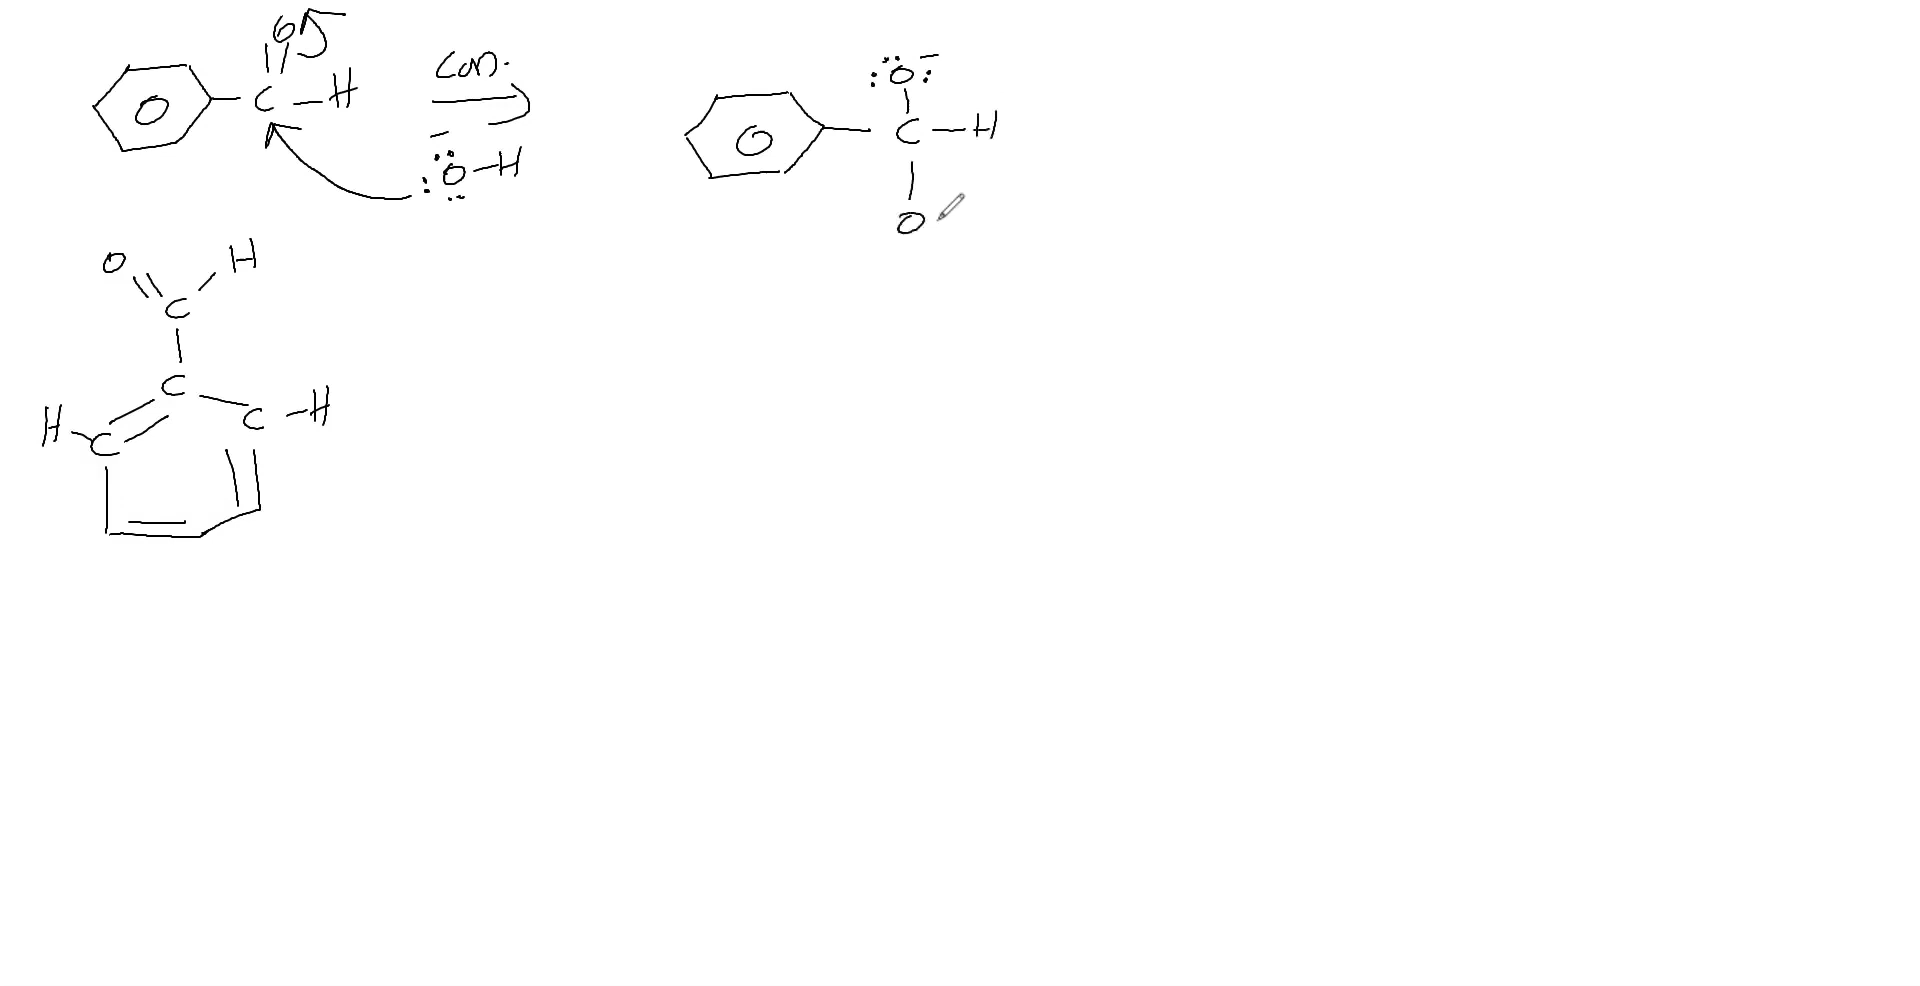 O
C - H
con.
:O - H
:O:
C - H
O
O H
C
C
H C C - H